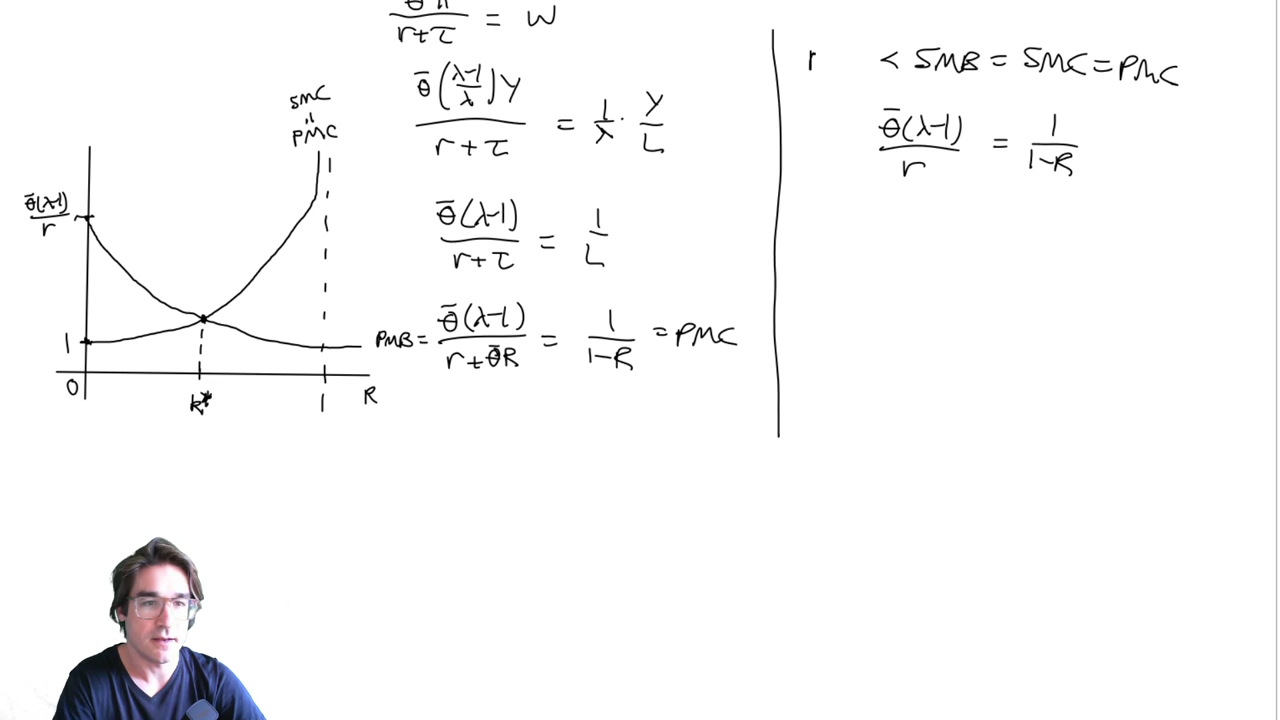 r+τ = w
θ̄((λ-1)/λ)Y / (r+τ) = 1/λ · Y/L
θ̄(λ-1) / (r+τ) = 1/L
PMB = θ̄(λ-1) / (r+θ̄R) = 1/(1-R) = PMC
SMC
"
PMC
θ̄(λ-1)/r
1
0
R*
1
R
< SMB = SMC = PMC
θ̄(λ-1)/r = 1/(1-R)